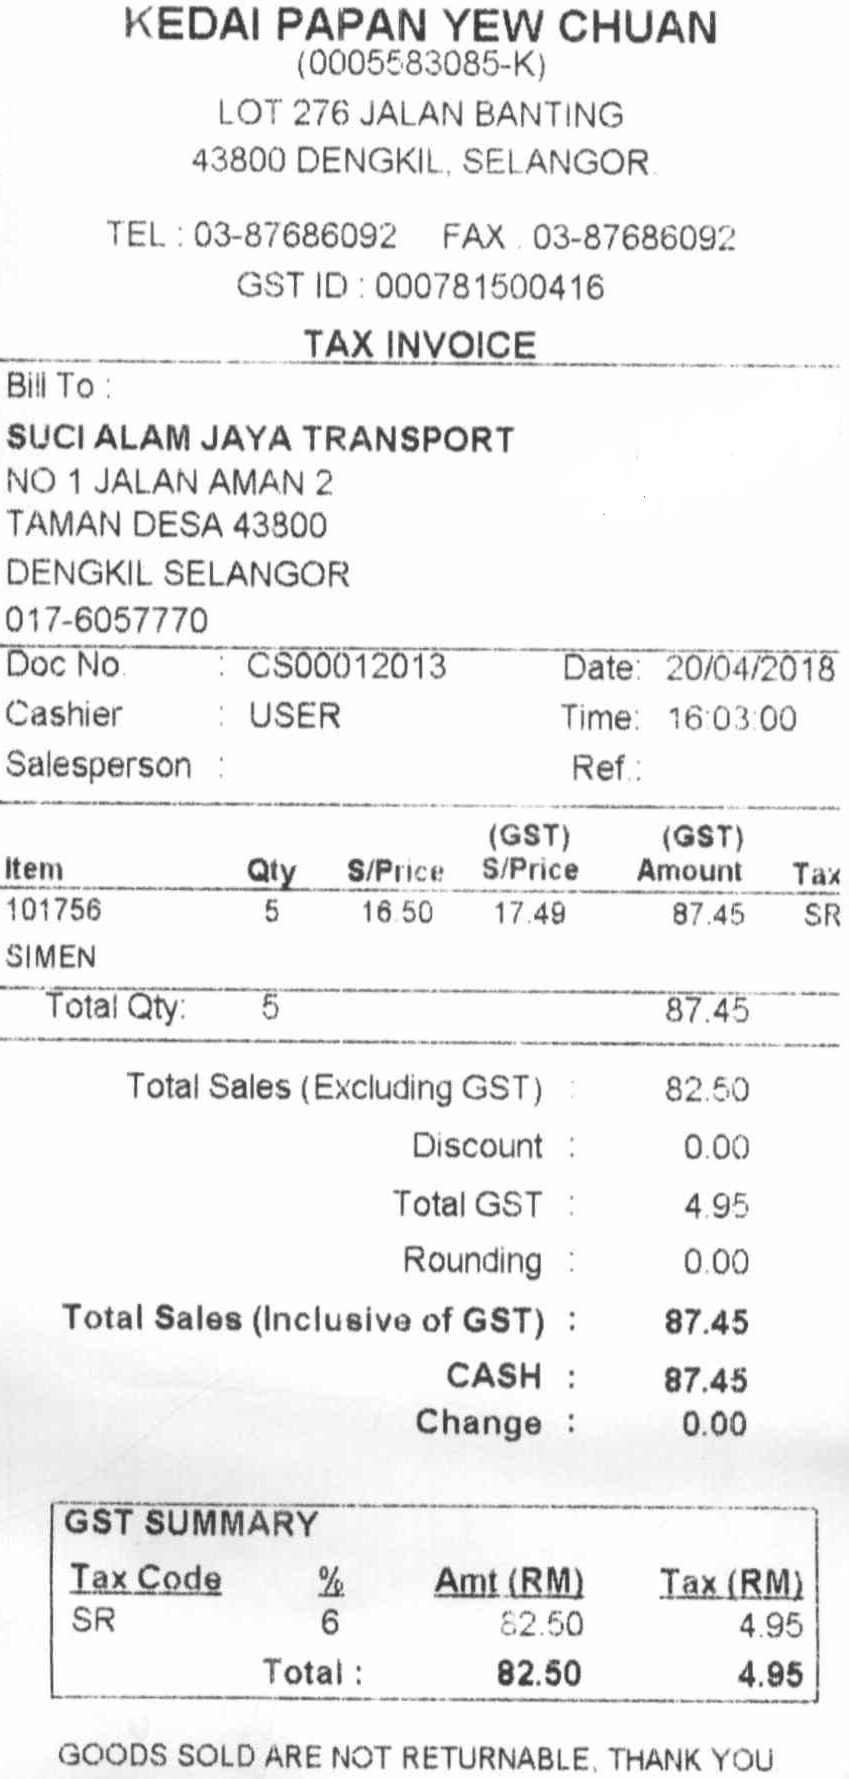 KEDAI PAPAN YEW CHUAN
(0005583085-K)
LOT 276 JALAN BANTING
43800 DENGKIL, SELANGOR.
TEL : 03-87686092 FAX : 03-87686092
GST ID : 000781500416
TAX INVOICE
Bill To :
SUCI ALAM JAYA TRANSPORT
NO 1 JALAN AMAN 2
TAMAN DESA 43800
DENGKIL SELANGOR
017-6057770
Doc No. : CS00012013 Date: 20/04/2018
Cashier : USER Time: 16:03:00
Salesperson : Ref.:
(GST) (GST)
Item Qty S/Price S/Price Amount Tax
101756 5 16.50 17.49 87.45 SR
SIMEN
Total Qty: 5 87.45
Total Sales (Excluding GST) : 82.50
Discount : 0.00
Total GST : 4.95
Rounding : 0.00
Total Sales (Inclusive of GST) : 87.45
CASH : 87.45
Change : 0.00
GST SUMMARY
Tax Code % Amt (RM) Tax (RM)
SR 6 82.50 4.95
Total : 82.50 4.95
GOODS SOLD ARE NOT RETURNABLE, THANK YOU